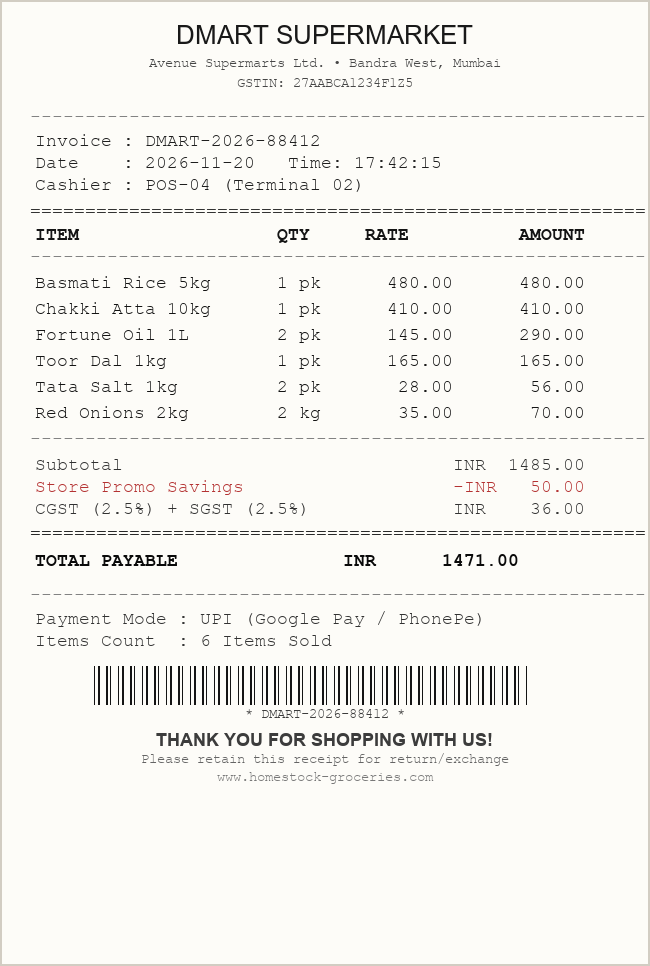 DMART SUPERMARKET
Avenue Supermarts Ltd. • Bandra West, Mumbai
GSTIN: 27AABCA1234F1Z5
Invoice : DMART-2026-88412
Date    : 2026-11-20   Time: 17:42:15
Cashier : POS-04 (Terminal 02)
ITEM QTY RATE AMOUNT
Basmati Rice 5kg 1 pk 480.00 480.00
Chakki Atta 10kg 1 pk 410.00 410.00
Fortune Oil 1L 2 pk 145.00 290.00
Toor Dal 1kg 1 pk 165.00 165.00
Tata Salt 1kg 2 pk 28.00 56.00
Red Onions 2kg 2 kg 35.00 70.00
Subtotal INR 1485.00
Store Promo Savings -INR 50.00
CGST (2.5%) + SGST (2.5%) INR 36.00
TOTAL PAYABLE INR 1471.00
Payment Mode : UPI (Google Pay / PhonePe)
Items Count  : 6 Items Sold
* DMART-2026-88412 *
THANK YOU FOR SHOPPING WITH US!
Please retain this receipt for return/exchange
www.homestock-groceries.com